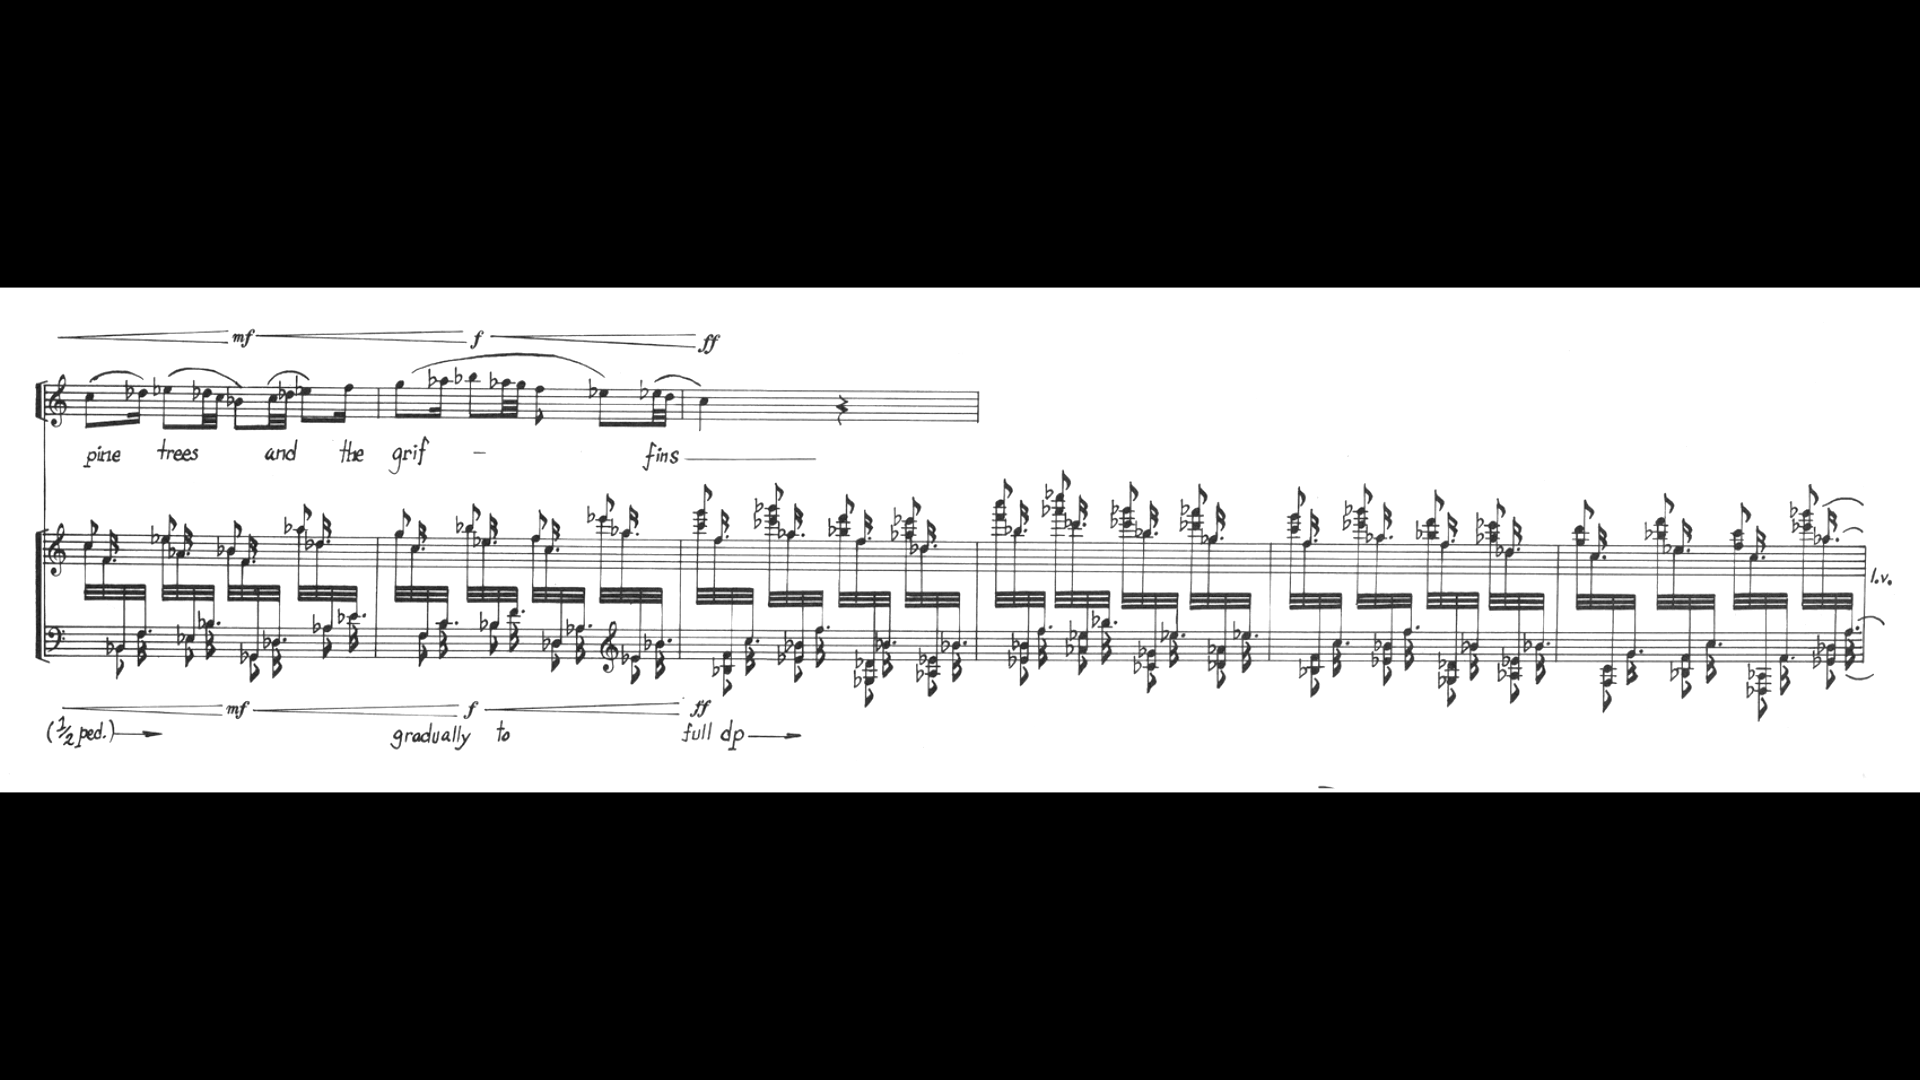 mf f ff
pine trees and the grif - fins
l.v.
mf f ff
(1/2 ped.) gradually to full dp